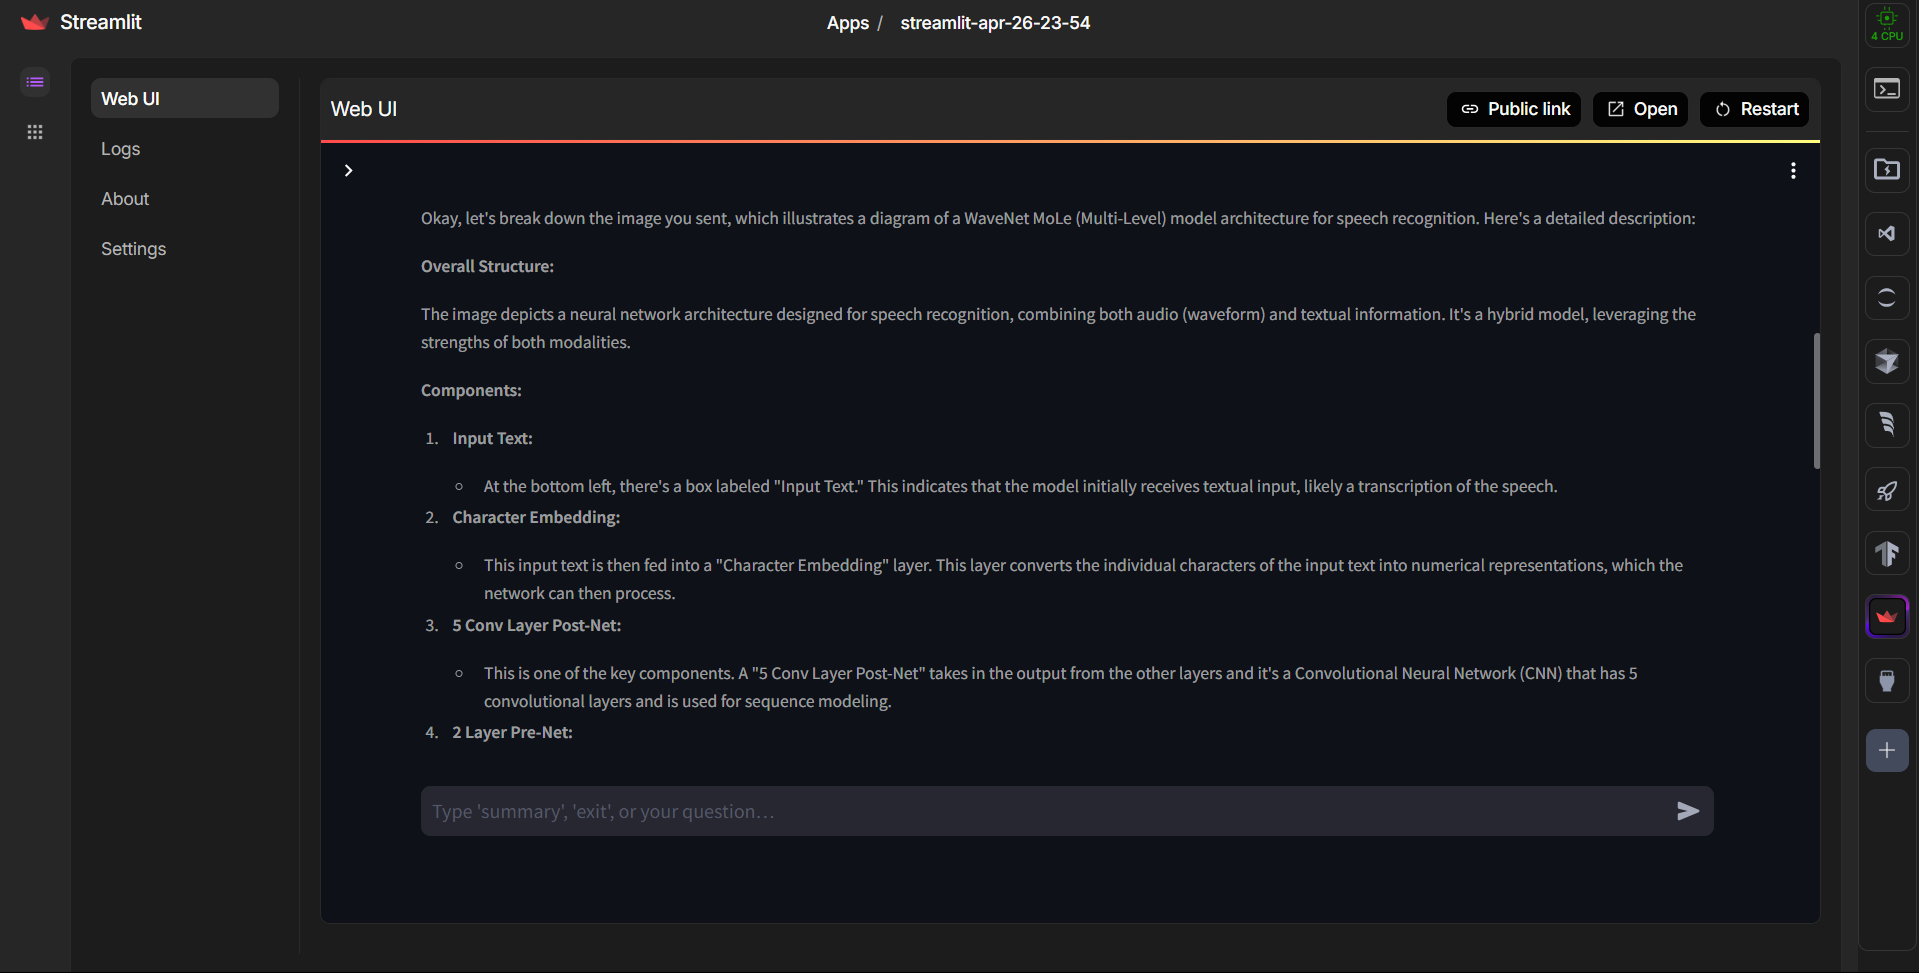 Streamlit
Apps / streamlit-apr-26-23-54
4 CPU
Web UI
Logs
About
Settings
Web UI
Public link
Open
Restart
Okay, let's break down the image you sent, which illustrates a diagram of a WaveNet MoLe (Multi-Level) model architecture for speech recognition. Here's a detailed description:
Overall Structure:
The image depicts a neural network architecture designed for speech recognition, combining both audio (waveform) and textual information. It's a hybrid model, leveraging the
strengths of both modalities.
Components:
1. Input Text:
○ At the bottom left, there's a box labeled "Input Text." This indicates that the model initially receives textual input, likely a transcription of the speech.
2. Character Embedding:
○ This input text is then fed into a "Character Embedding" layer. This layer converts the individual characters of the input text into numerical representations, which the
network can then process.
3. 5 Conv Layer Post-Net:
○ This is one of the key components. A "5 Conv Layer Post-Net" takes in the output from the other layers and it's a Convolutional Neural Network (CNN) that has 5
convolutional layers and is used for sequence modeling.
4. 2 Layer Pre-Net:
Type 'summary', 'exit', or your question…